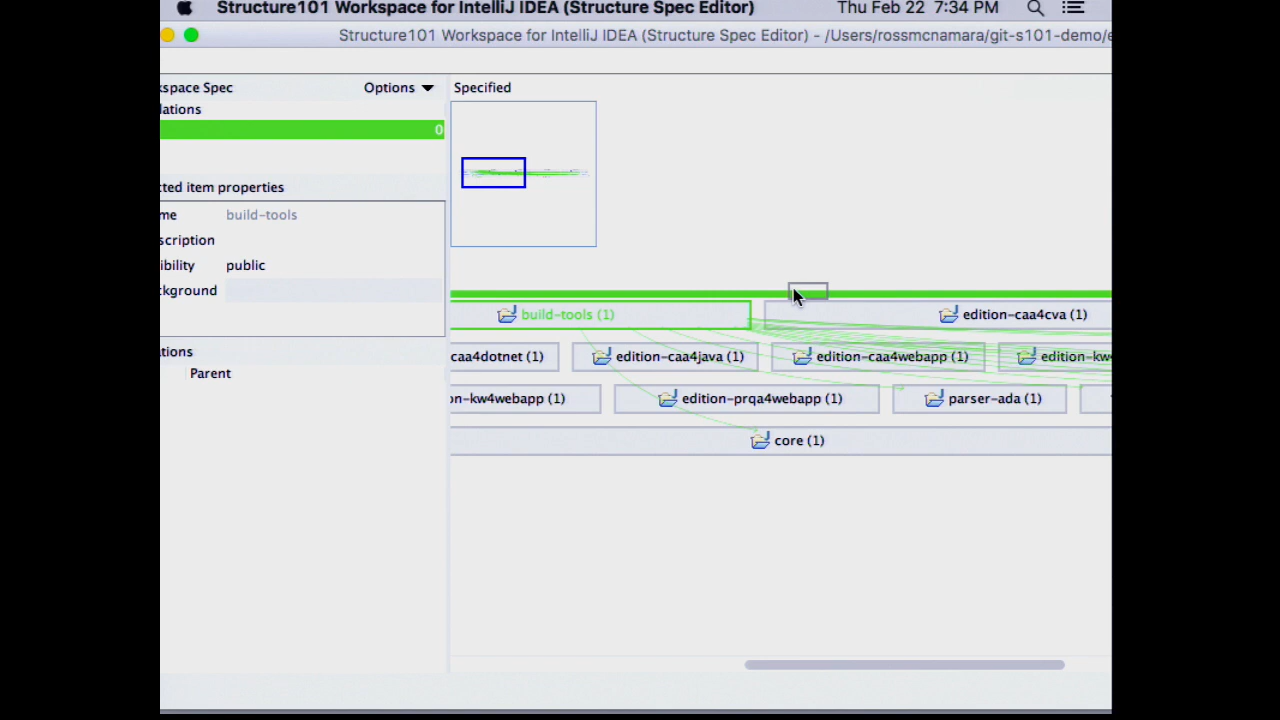 Structure101 Workspace for IntelliJ IDEA (Structure Spec Editor) Thu Feb 22 7:34 PM
Structure101 Workspace for IntelliJ IDEA (Structure Spec Editor) - /Users/rossmcnamara/git-s101-demo/
kspace Spec Options Specified
lations
0
cted item properties
me build-tools
scription
ibility public
kground
ations
Parent
build-tools (1) edition-caa4cva (1)
caa4dotnet (1) edition-caa4java (1) edition-caa4webapp (1) edition-kw
on-kw4webapp (1) edition-prqa4webapp (1) parser-ada (1)
core (1)